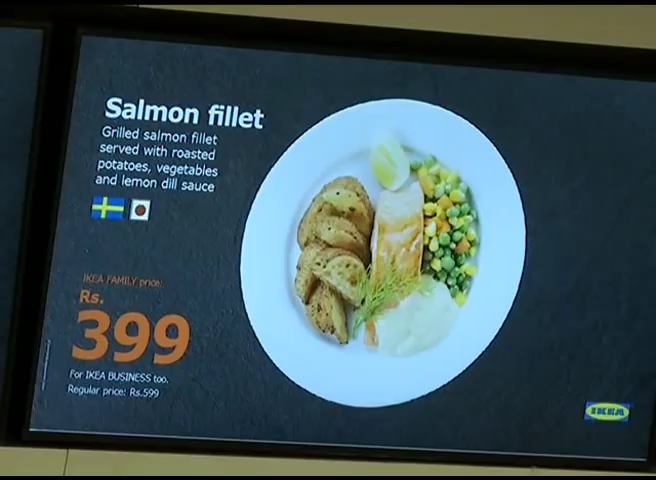 Salmon fillet
Grilled salmon fillet
served with roasted
potatoes, vegetables
and lemon dill sauce
IKEA FAMILY price:
Rs.
399
For IKEA BUSINESS too.
Regular price: Rs.599
IKEA